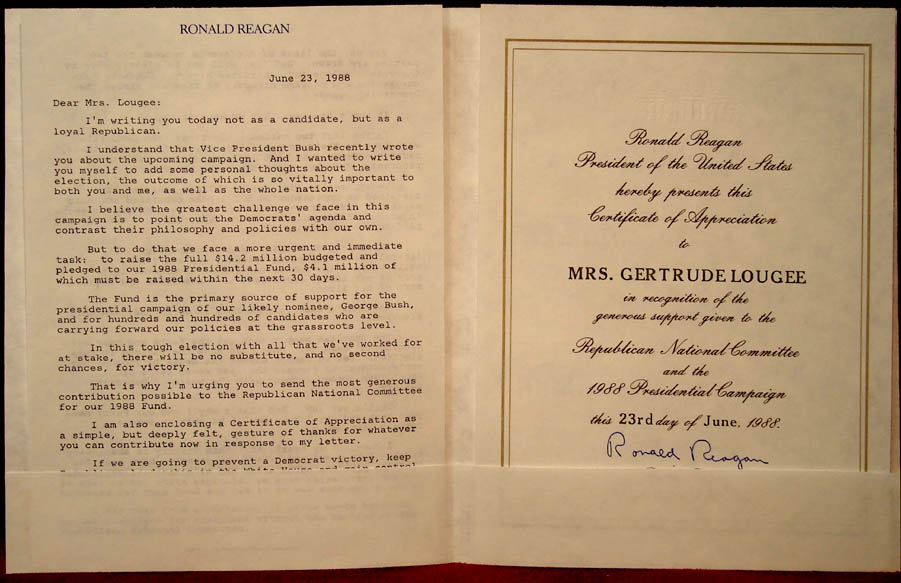 RONALD REAGAN
June 23, 1988
Dear Mrs. Lougee:
I'm writing you today not as a candidate, but as a
loyal Republican.
I understand that Vice President Bush recently wrote
you about the upcoming campaign. And I wanted to write
you myself to add some personal thoughts about the
election, the outcome of which is so vitally important to
both you and me, as well as the whole nation.
I believe the greatest challenge we face in this
campaign is to point out the Democrats' agenda and
contrast their philosophy and policies with our own.
But to do that we face a more urgent and immediate
task: to raise the full $14.2 million budgeted and
pledged to our 1988 Presidential Fund, $4.1 million of
which must be raised within the next 30 days.
The Fund is the primary source of support for the
presidential campaign of our likely nominee, George Bush,
and for hundreds and hundreds of candidates who are
carrying forward our policies at the grassroots level.
In this tough election with all that we've worked for
at stake, there will be no substitute, and no second
chances, for victory.
That is why I'm urging you to send the most generous
contribution possible to the Republican National Committee
for our 1988 Fund.
I am also enclosing a Certificate of Appreciation as
a simple, but deeply felt, gesture of thanks for whatever
you can contribute now in response to my letter.
If we are going to prevent a Democrat victory, keep
Ronald Reagan
President of the United States
hereby presents this
Certificate of Appreciation
to
MRS. GERTRUDE LOUGEE
in recognition of the
generous support given to the
Republican National Committee
and the
1988 Presidential Campaign
this 23rd day of June, 1988.
Ronald Reagan